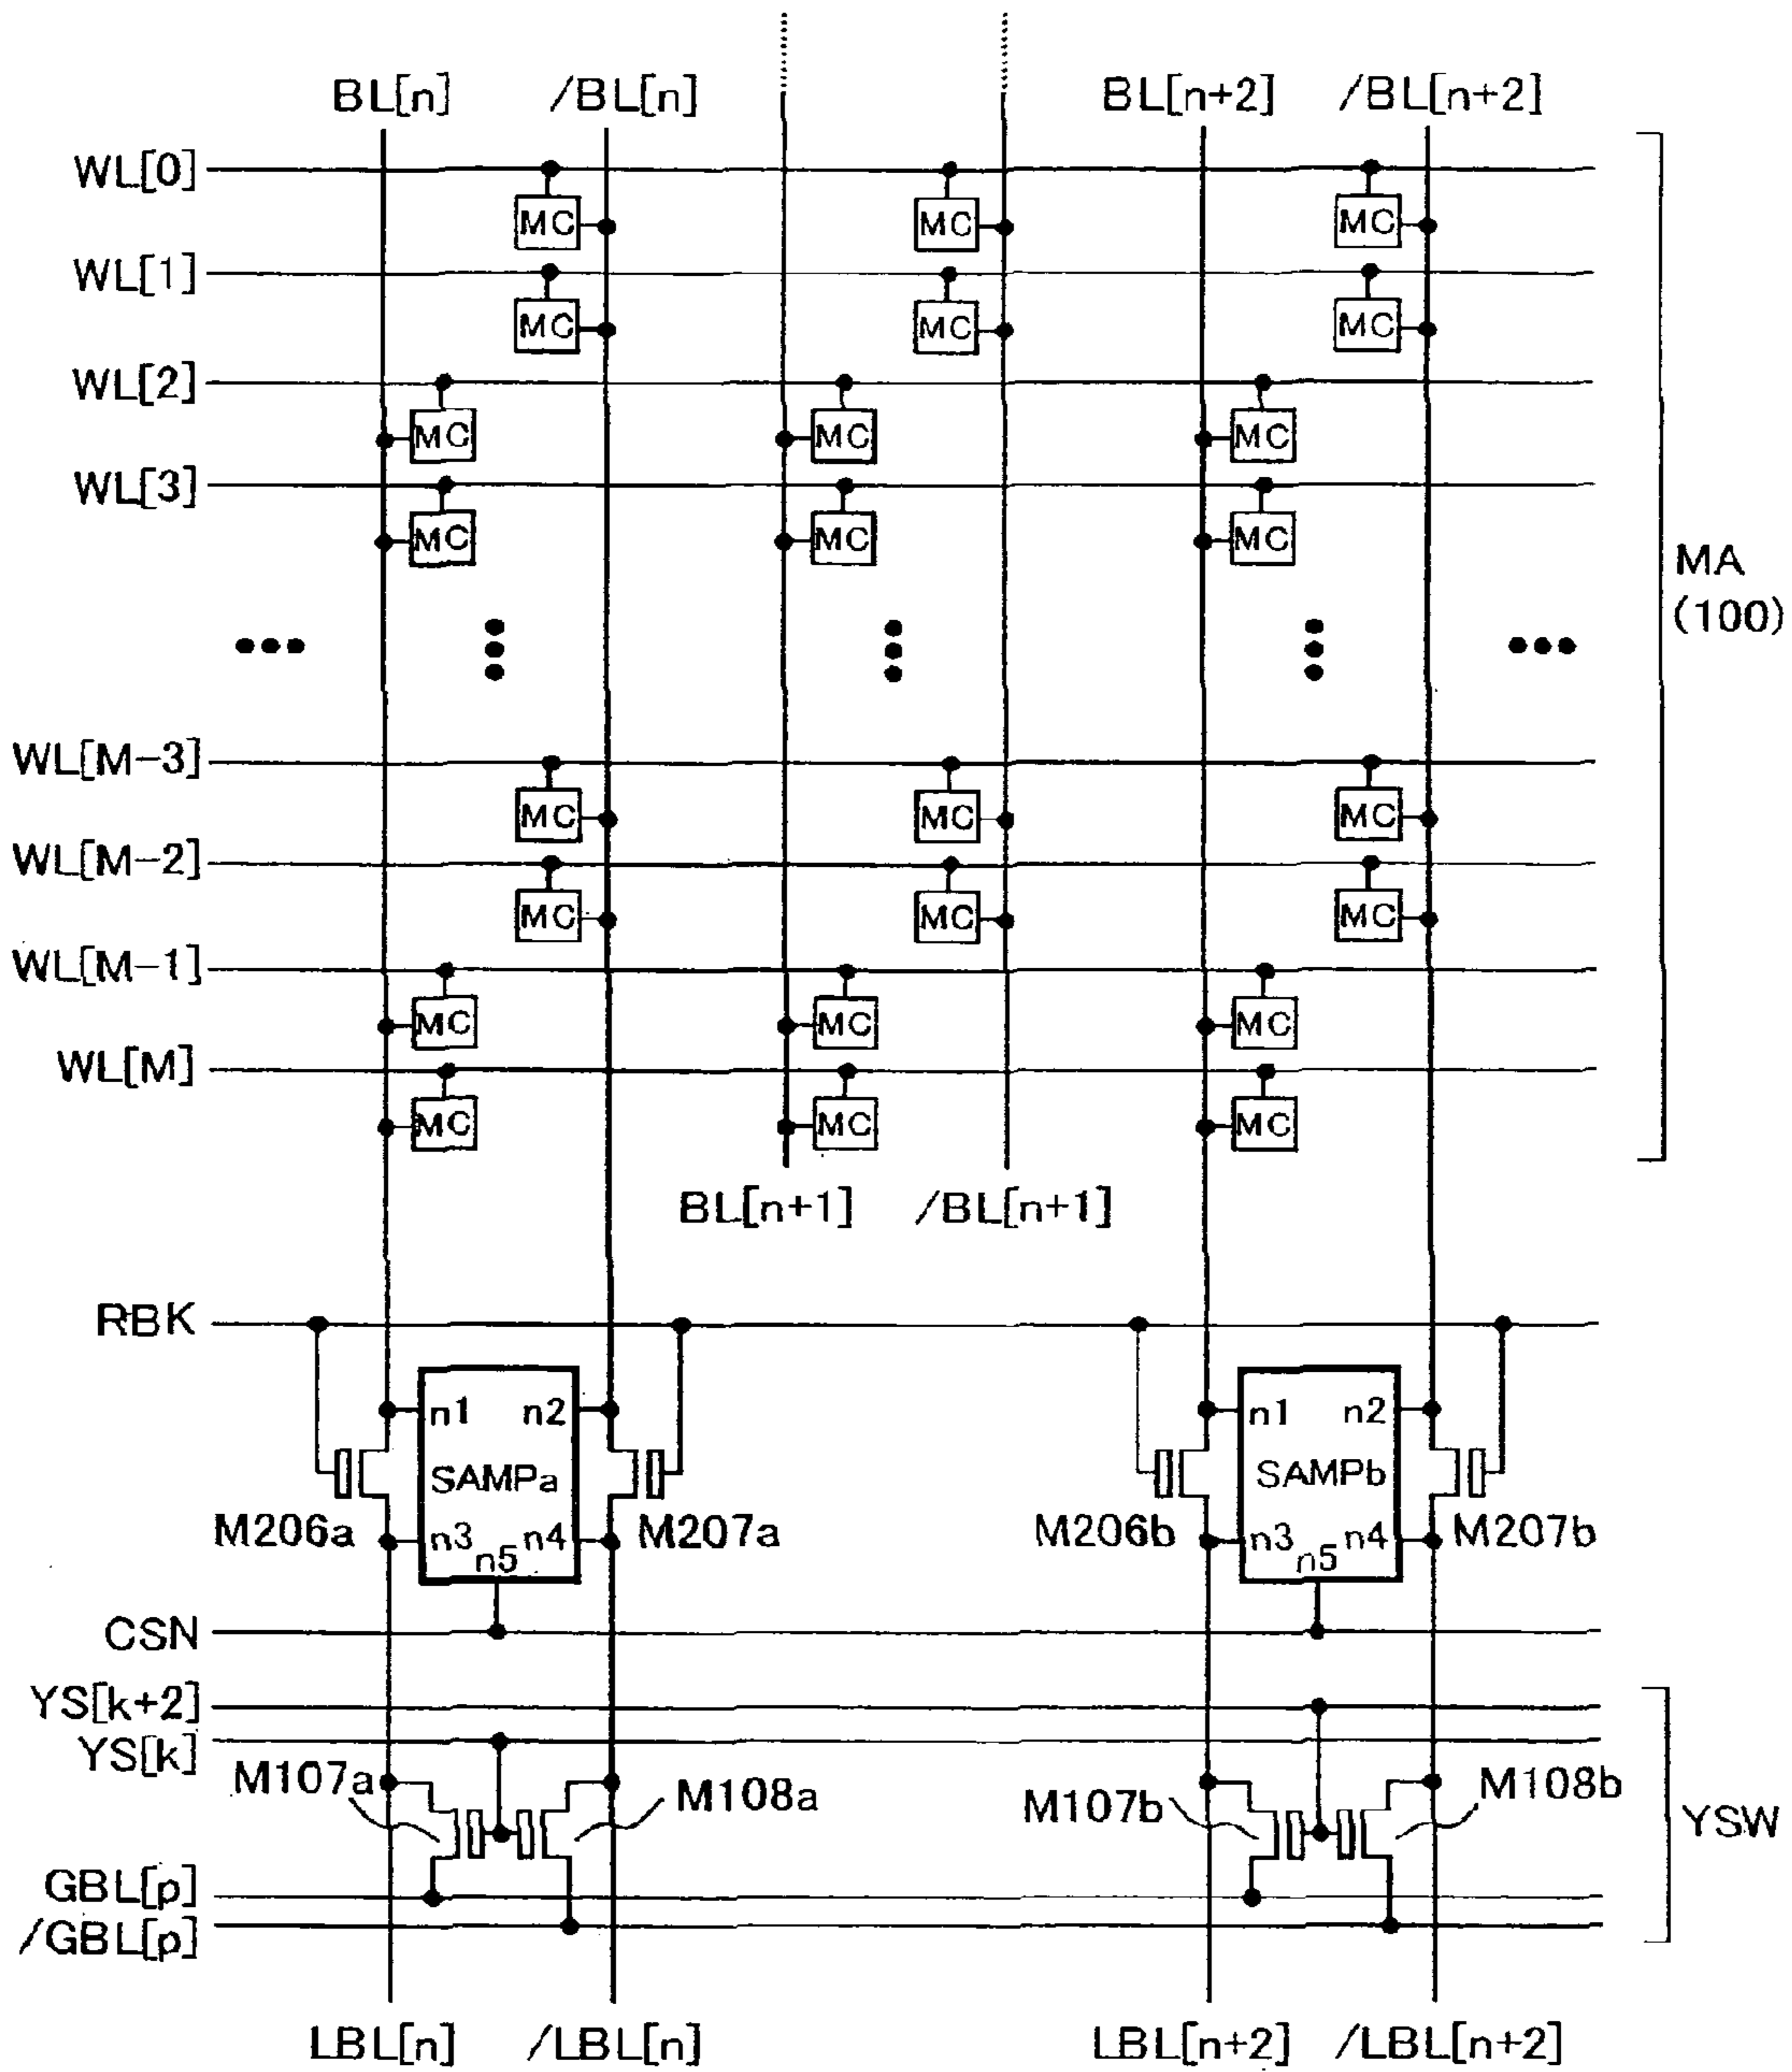 BL[n] /BL[n] BL[n+2] /BL[n+2]
WL[0]
MC MC MC
WL[1]
MC MC MC
WL[2]
MC MC MC
WL[3]
MC MC MC
MA
(100)
WL[M-3]
MC MC MC
WL[M-2]
MC MC MC
WL[M-1]
MC MC MC
WL[M]
MC MC MC
BL[n+1] /BL[n+1]
RBK
n1 n2 n1 n2
SAMPa SAMPb
M206a n3 n4 M207a M206b n3 n4 M207b
n5 n5
CSN
YS[k+2]
YS[k]
M107a M108a M107b M108b
YSW
GBL[p]
/GBL[p]
LBL[n] /LBL[n] LBL[n+2] /LBL[n+2]